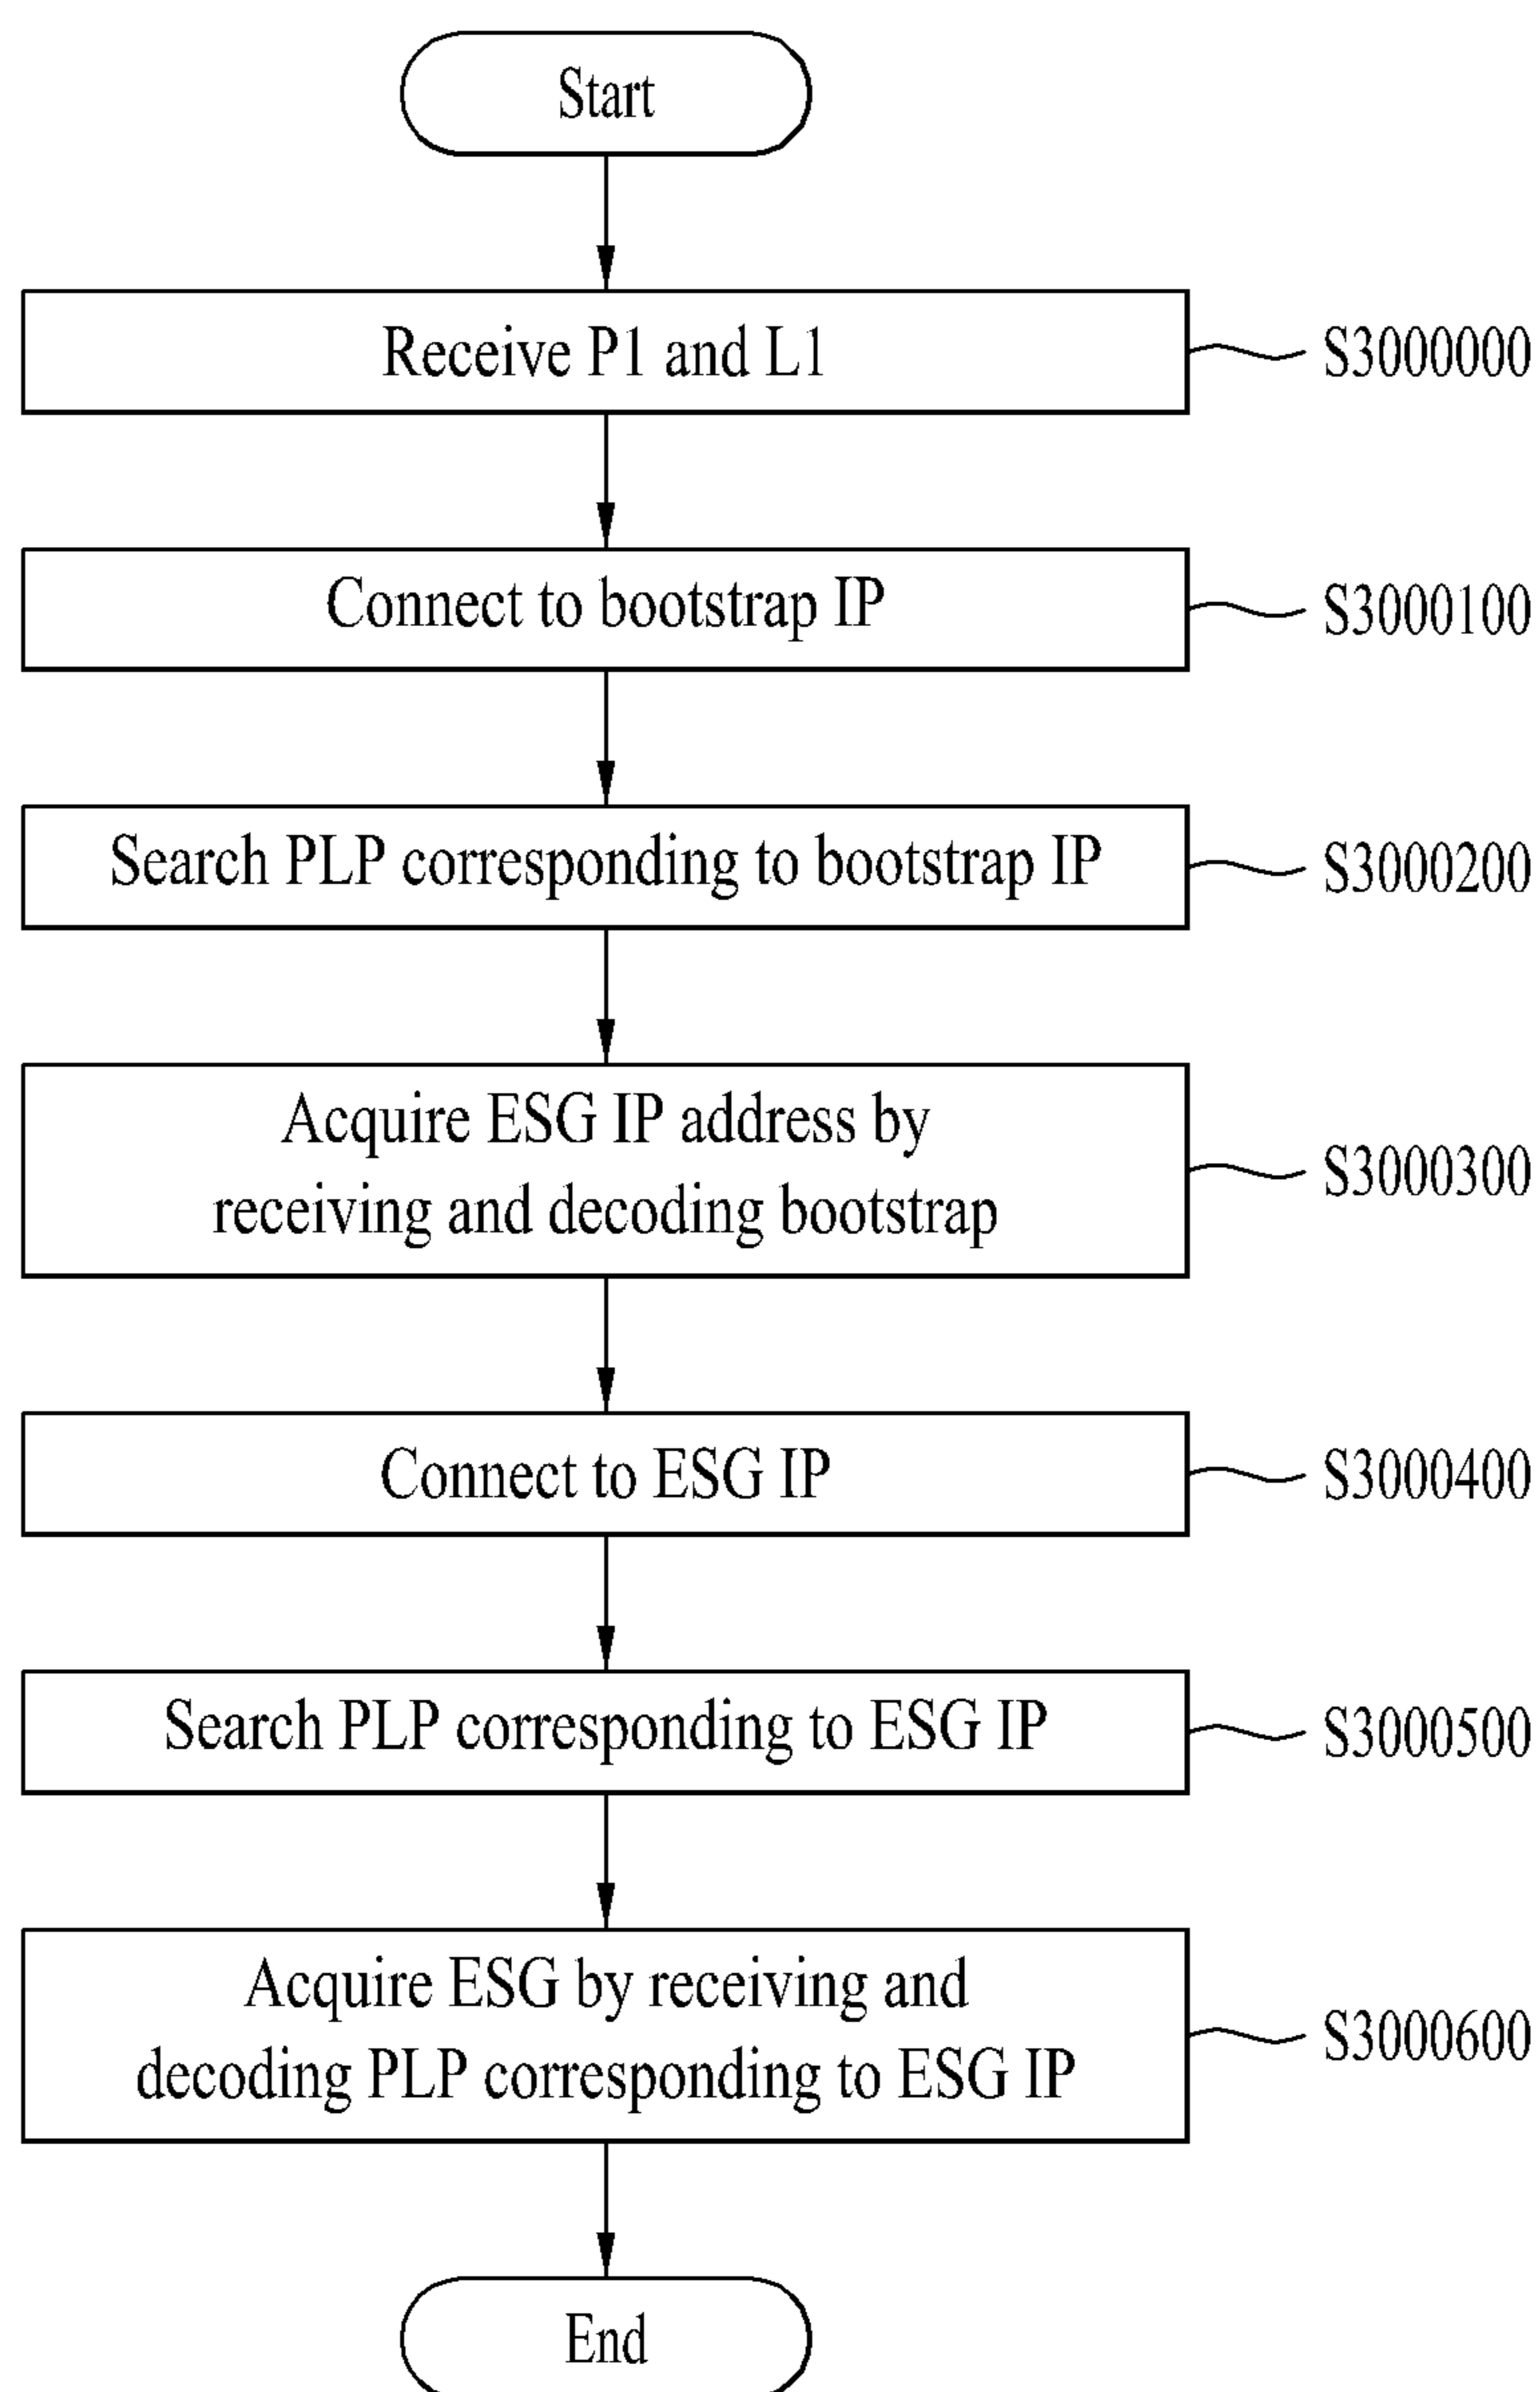 Start
Receive P1 and L1
S3000000
Connect to bootstrap IP
S3000100
Search PLP corresponding to bootstrap IP
S3000200
Acquire ESG IP address by
receiving and decoding bootstrap
S3000300
Connect to ESG IP
S3000400
Search PLP corresponding to ESG IP
S3000500
Acquire ESG by receiving and
decoding PLP corresponding to ESG IP
S3000600
End